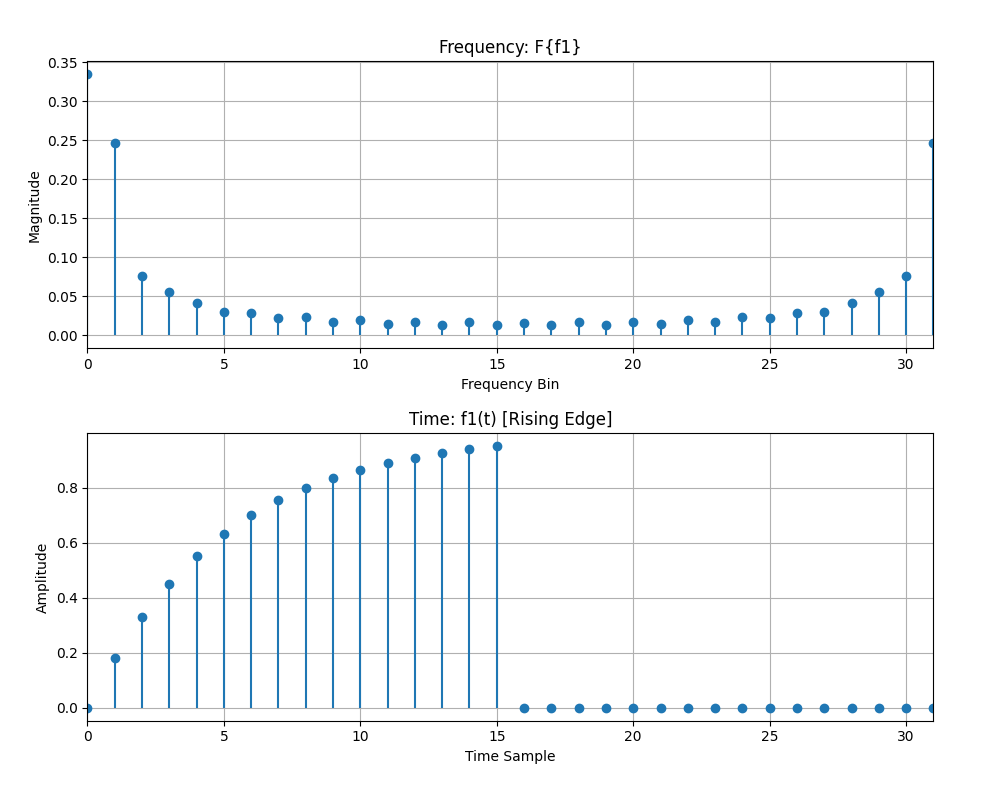 Frequency: F{f1}
0.35
0.30
0.25
0.20
0.15
0.10
0.05
0.00
Magnitude
0 5 10 15 20 25 30
Frequency Bin
Time: f1(t) [Rising Edge]
0.8
0.6
0.4
0.2
0.0
Amplitude
0 5 10 15 20 25 30
Time Sample